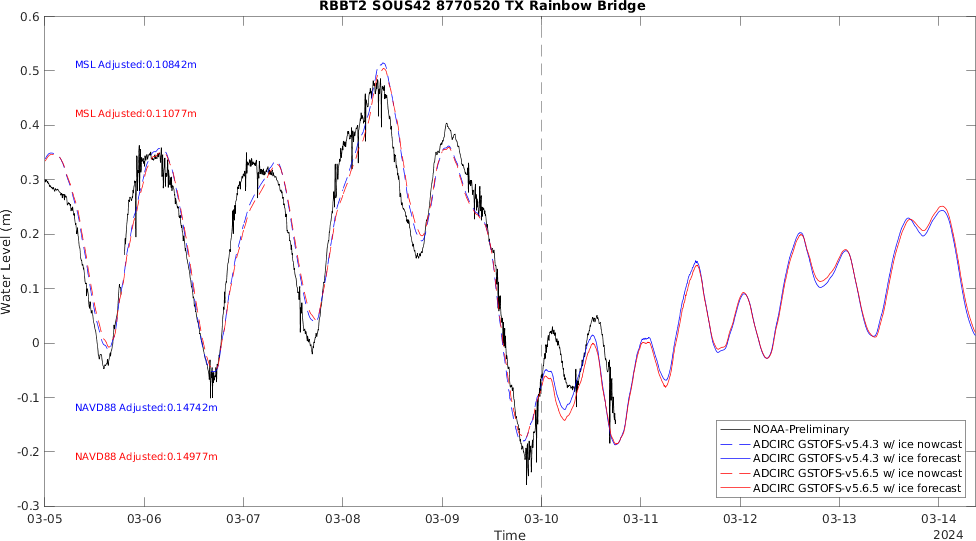 RBBT2 SOUS42 8770520 TX Rainbow Bridge
0.6
0.5
0.4
0.3
0.2
0.1
0
-0.1
-0.2
-0.3
Water Level (m)
MSL Adjusted:0.10842m
MSL Adjusted:0.11077m
NAVD88 Adjusted:0.14742m
NAVD88 Adjusted:0.14977m
NOAA-Preliminary
ADCIRC GSTOFS-v5.4.3 w/ ice nowcast
ADCIRC GSTOFS-v5.4.3 w/ ice forecast
ADCIRC GSTOFS-v5.6.5 w/ ice nowcast
ADCIRC GSTOFS-v5.6.5 w/ ice forecast
03-05 03-06 03-07 03-08 03-09 03-10 03-11 03-12 03-13 03-14
2024
Time